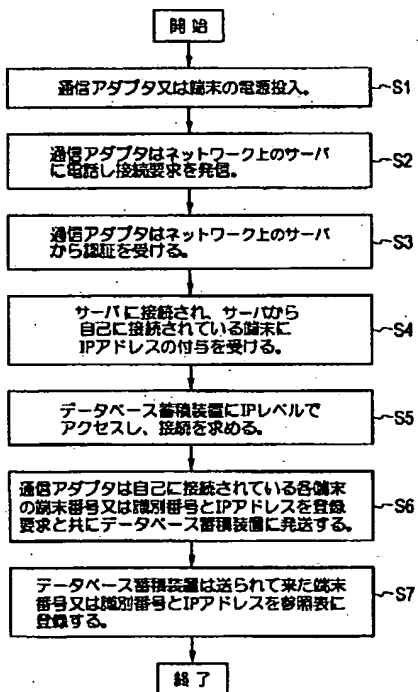 開始
通信アダプタ又は端末の電源投入。
S1
通信アダプタはネットワーク上のサーバ
に電話し接続要求を発信。
S2
通信アダプタはネットワーク上のサーバ
から認証を受ける。
S3
サーバに接続され、サーバから
自己に接続されている端末に
IPアドレスの付与を受ける。
S4
データベース蓄積装置にIPレベルで
アクセスし、接続を求める。
S5
通信アダプタは自己に接続されている各端末
の端末番号又は識別番号とIPアドレスを登録
要求と共にデータベース蓄積装置に発送する。
S6
データベース蓄積装置は送られて来た端末
番号又は識別番号とIPアドレスを参照表に
登録する。
S7
終了